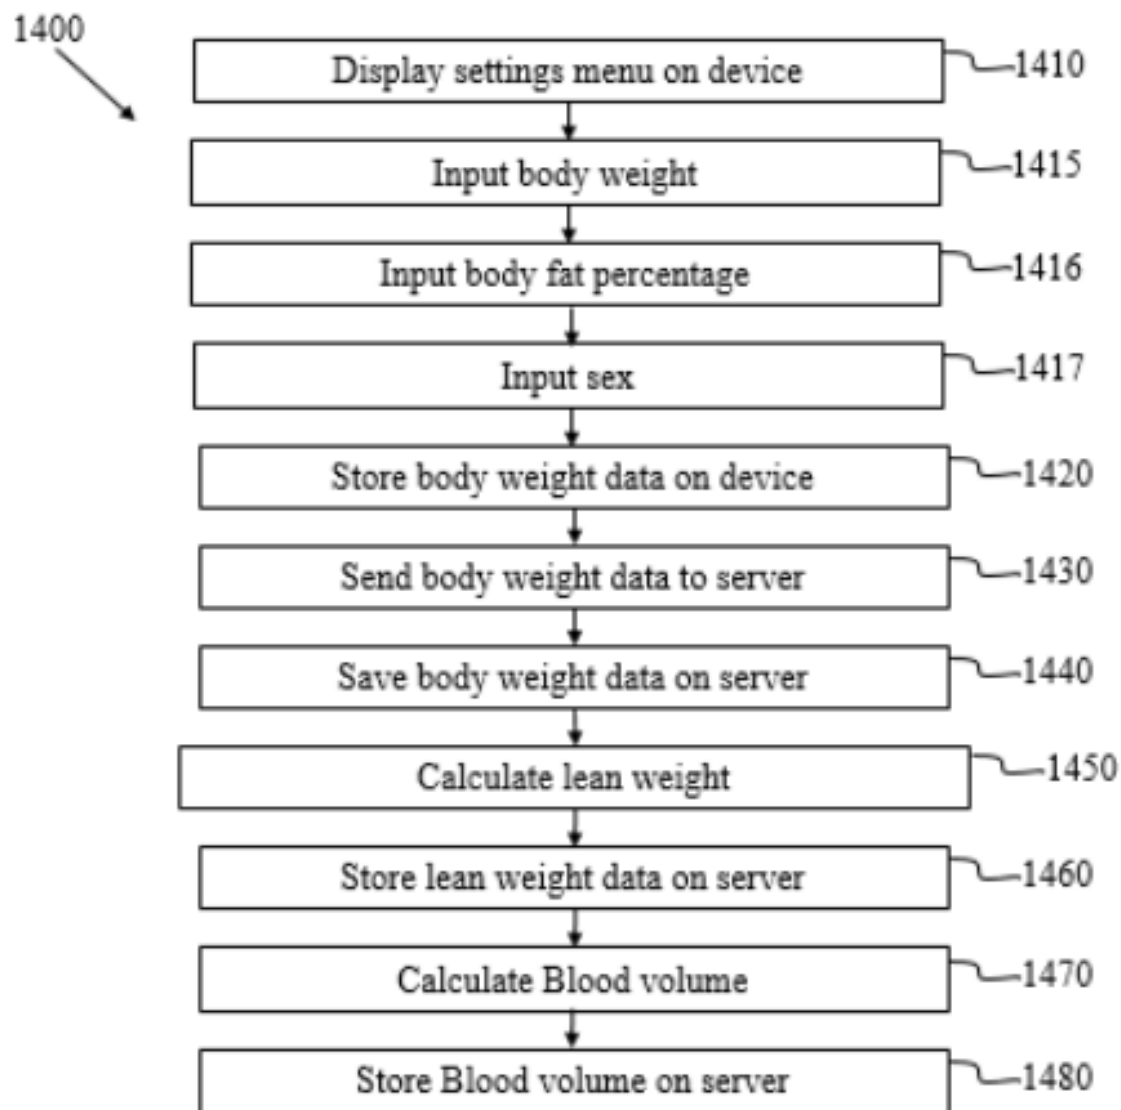 1400
Display settings menu on device 1410
Input body weight 1415
Input body fat percentage 1416
Input sex 1417
Store body weight data on device 1420
Send body weight data to server 1430
Save body weight data on server 1440
Calculate lean weight 1450
Store lean weight data on server 1460
Calculate Blood volume 1470
Store Blood volume on server 1480